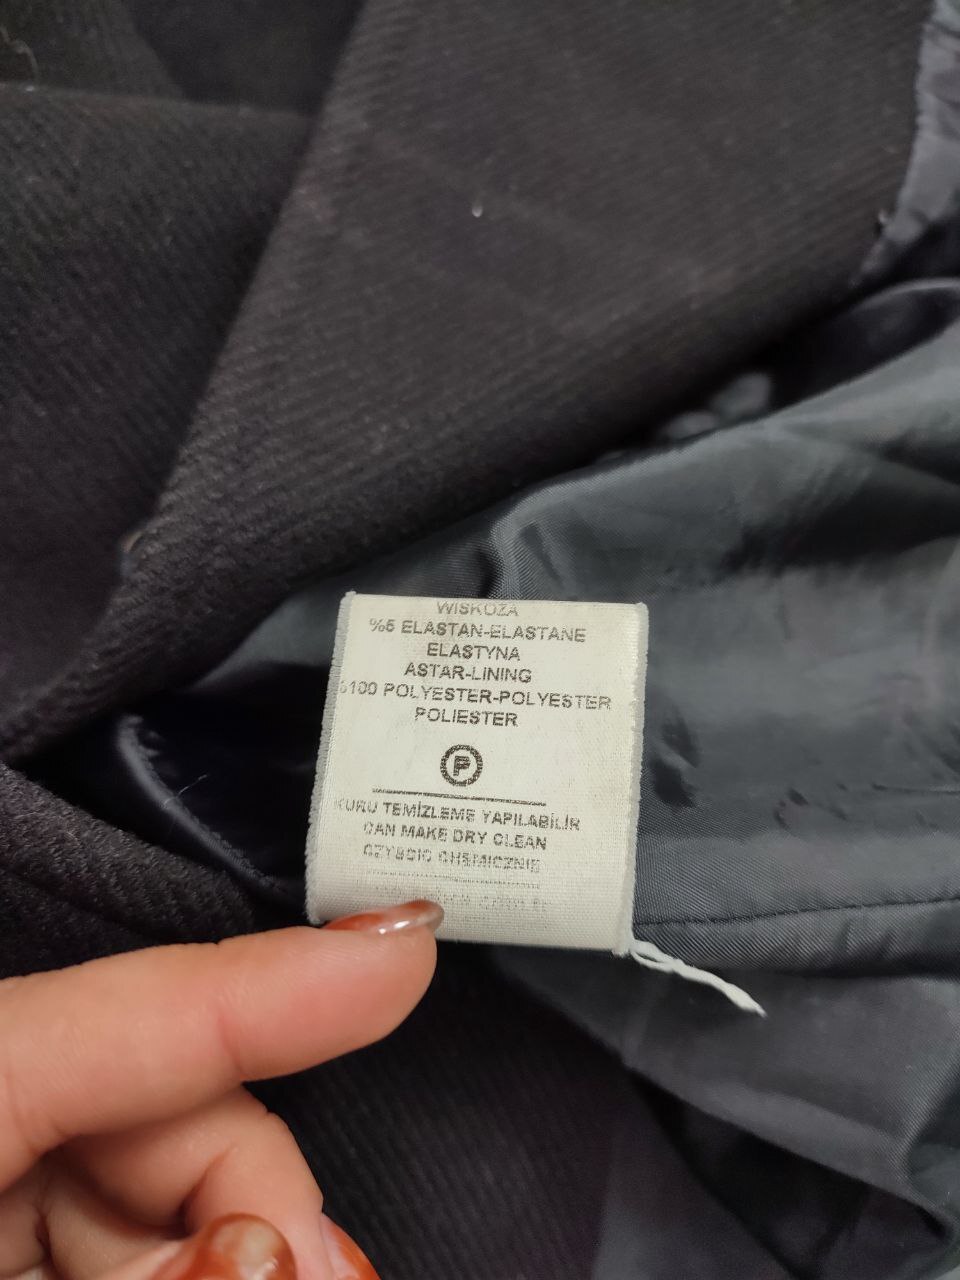 WISKOZA
%5 ELASTAN-ELASTANE
ELASTYNA
ASTAR-LINING
%100 POLYESTER-POLYESTER
POLIESTER
P
KURU TEMİZLEME YAPILABİLİR
CAN MAKE DRY CLEAN
CZYSCIC CHEMICZNIE